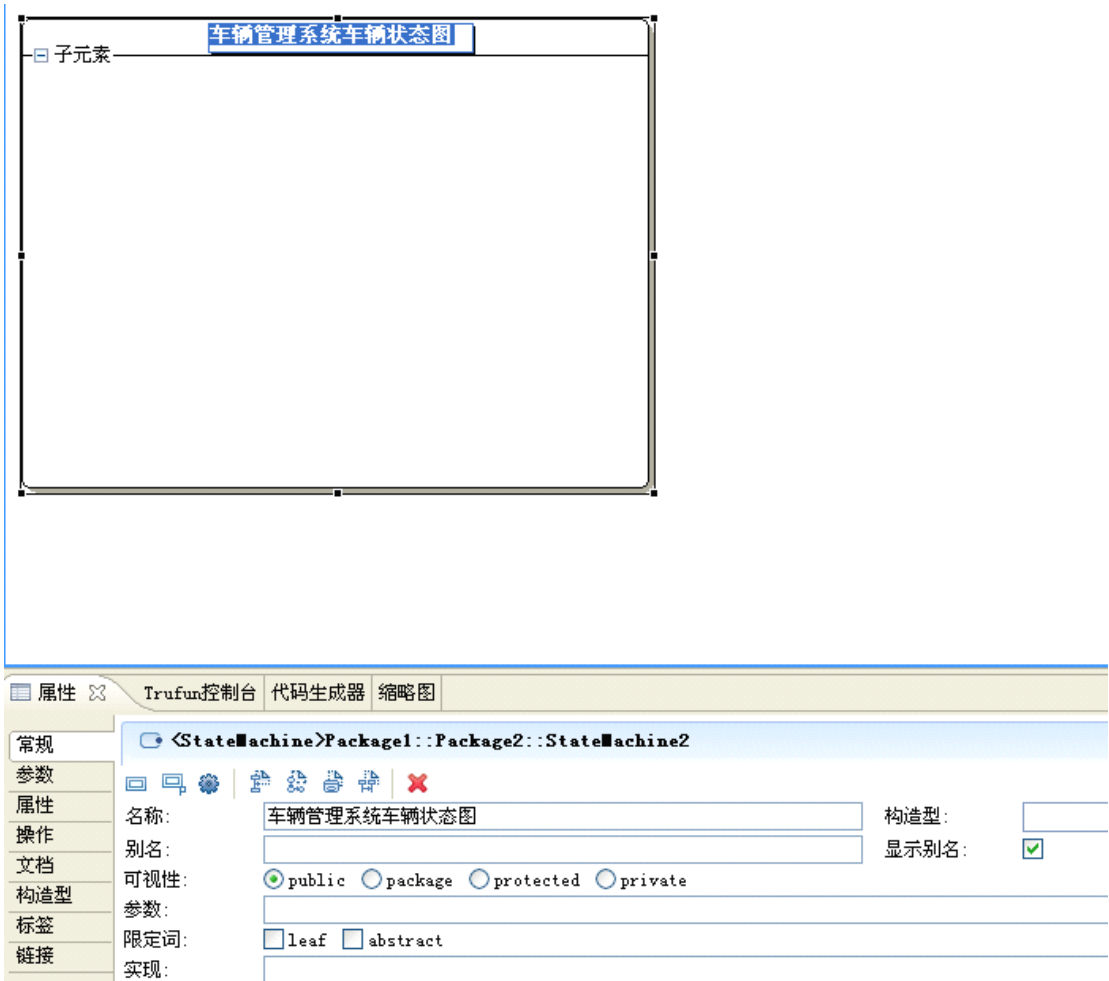 车辆管理系统车辆状态图
子元素
属性 Trufun控制台 代码生成器 缩略图
常规
<StateMachine>Package1::Package2::StateMachine2
参数
属性
名称: 车辆管理系统车辆状态图 构造型:
操作
别名: 显示别名:
文档
可视性: public package protected private
构造型
参数:
标签
限定词: leaf abstract
链接
实现: